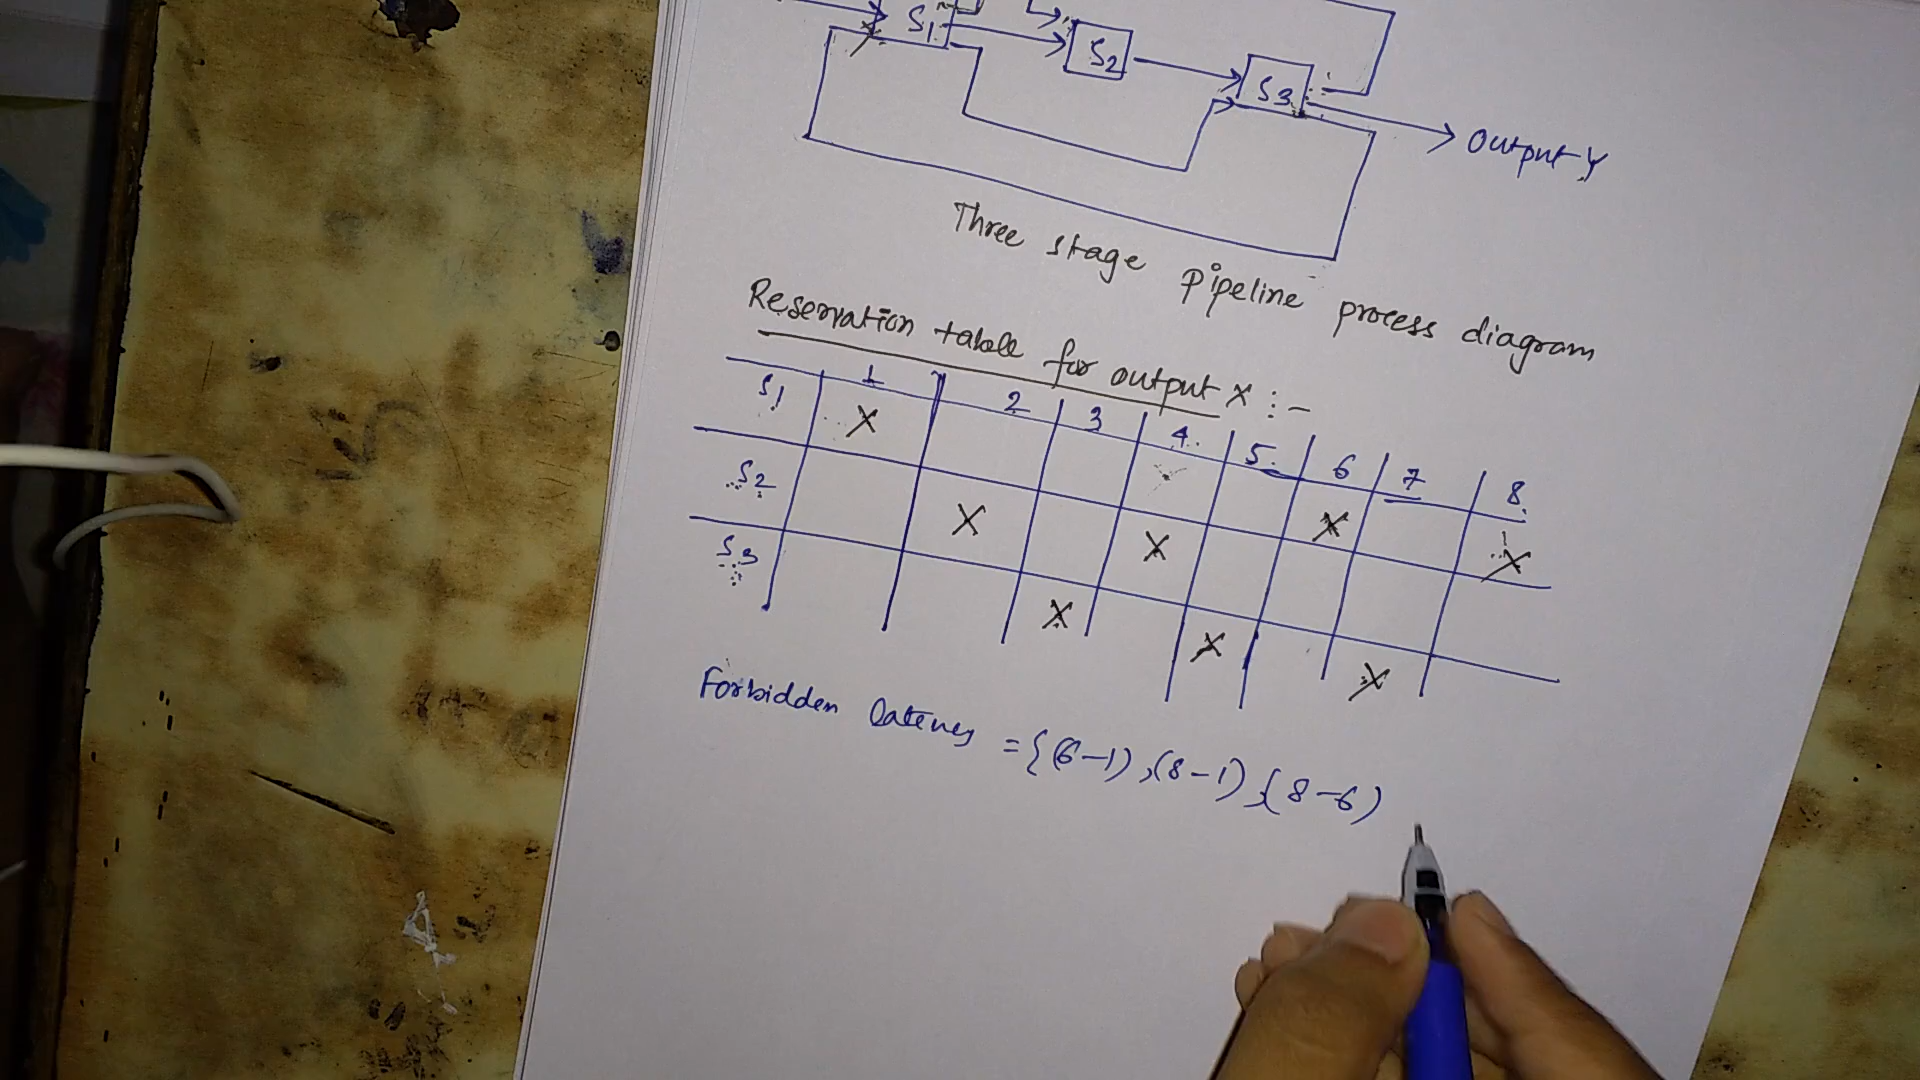 S1
S2
S3
Output Y
Three stage Pipeline process diagram
Reservation table for output X :-
1 2 3 4. 5. 6 7 8.
S1 X X X
S2 X X
S3 X X X
Forbidden Latency = {(6-1), (8-1), (8-6)